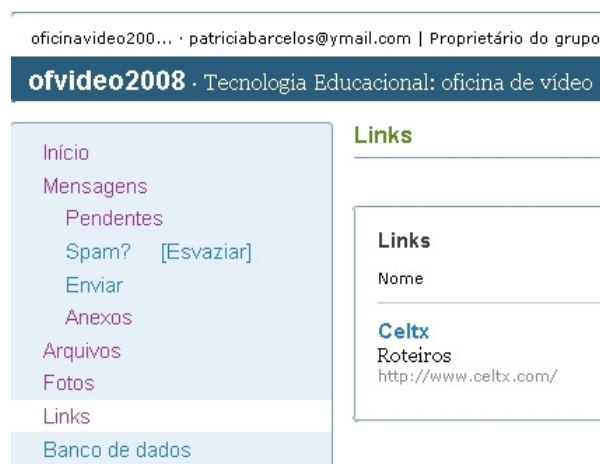 oficinavideo200... · patriciabarcelos@ymail.com | Proprietário do grupo
ofvideo2008 · Tecnologia Educacional: oficina de vídeo
Início
Mensagens
Pendentes
Spam? [Esvaziar]
Enviar
Anexos
Arquivos
Fotos
Links
Banco de dados
Links
Links
Nome
Celtx
Roteiros
http://www.celtx.com/